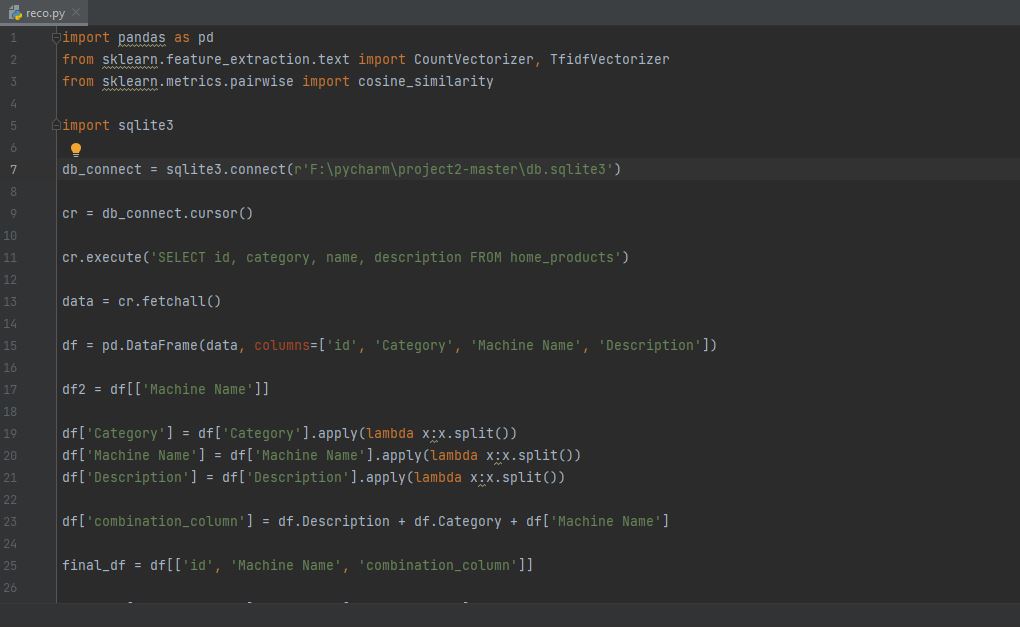 reco.py
1 import pandas as pd
2 from sklearn.feature_extraction.text import CountVectorizer, TfidfVectorizer
3 from sklearn.metrics.pairwise import cosine_similarity
4
5 import sqlite3
6
7 db_connect = sqlite3.connect(r'F:\pycharm\project2-master\db.sqlite3')
8
9 cr = db_connect.cursor()
10
11 cr.execute('SELECT id, category, name, description FROM home_products')
12
13 data = cr.fetchall()
14
15 df = pd.DataFrame(data, columns=['id', 'Category', 'Machine Name', 'Description'])
16
17 df2 = df[['Machine Name']]
18
19 df['Category'] = df['Category'].apply(lambda x:x.split())
20 df['Machine Name'] = df['Machine Name'].apply(lambda x:x.split())
21 df['Description'] = df['Description'].apply(lambda x:x.split())
22
23 df['combination_column'] = df.Description + df.Category + df['Machine Name']
24
25 final_df = df[['id', 'Machine Name', 'combination_column']]
26